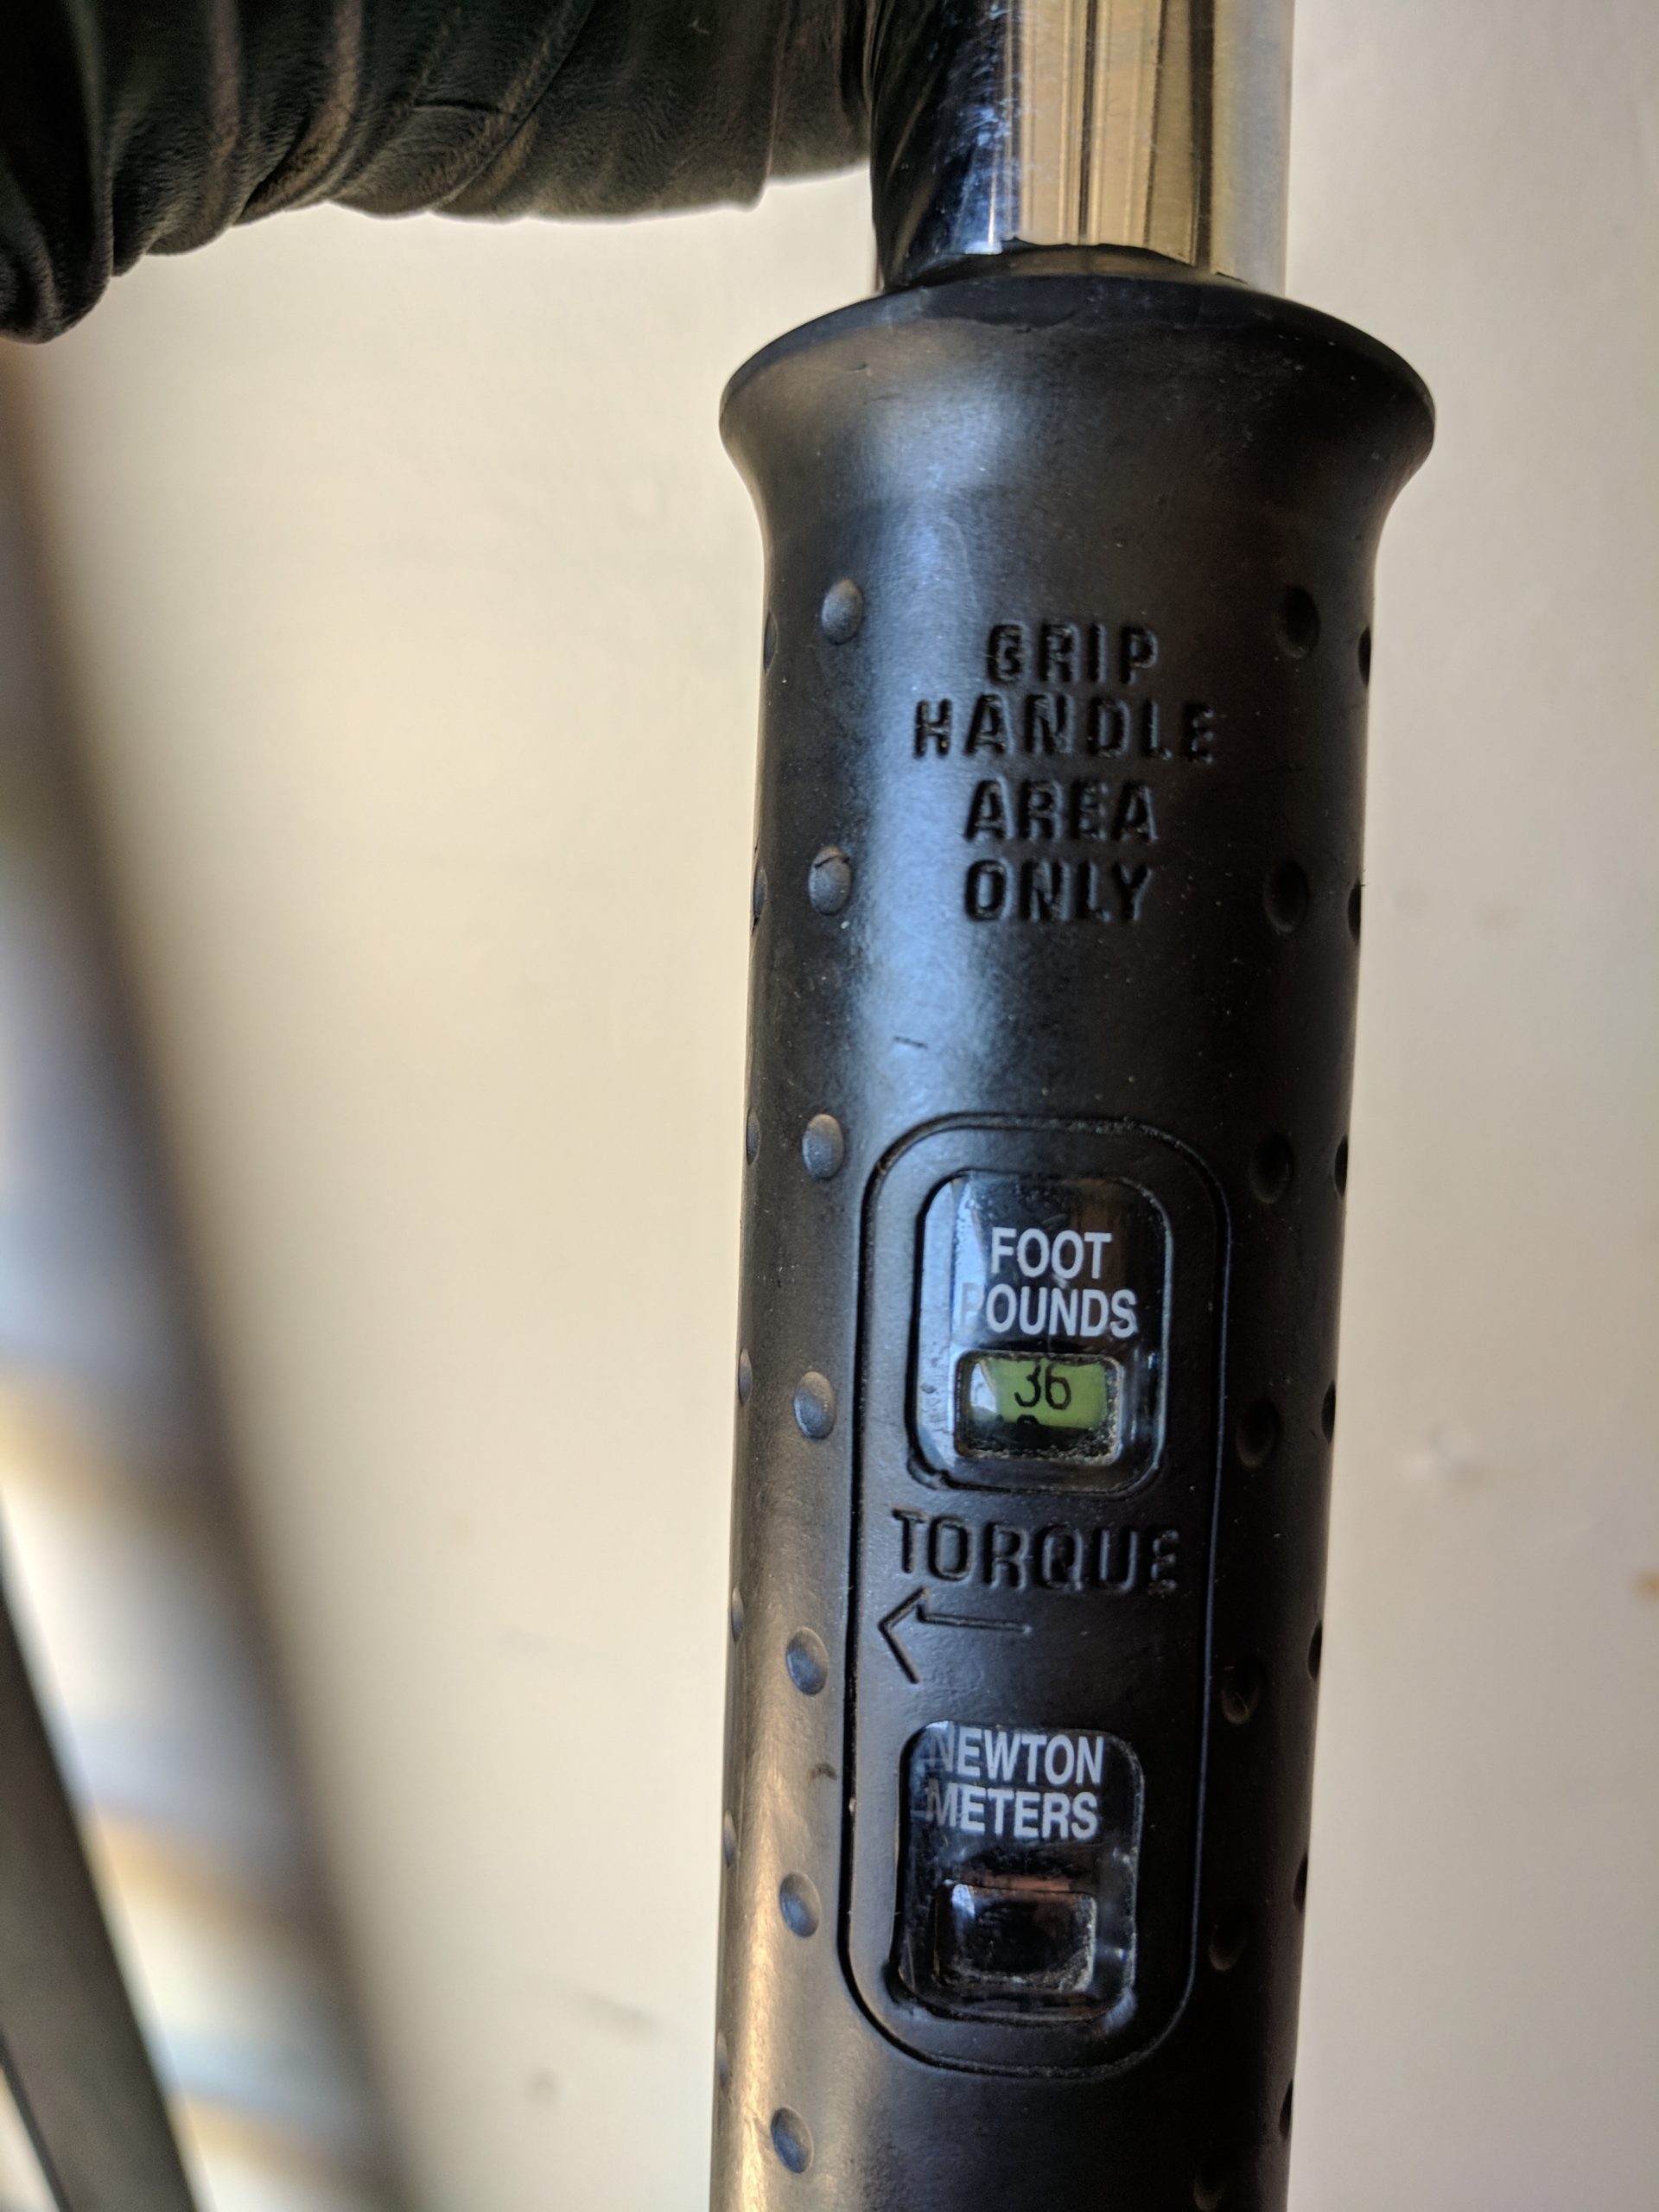 GRIP
HANDLE
AREA
ONLY
FOOT
POUNDS
36
TORQUE
NEWTON
METERS